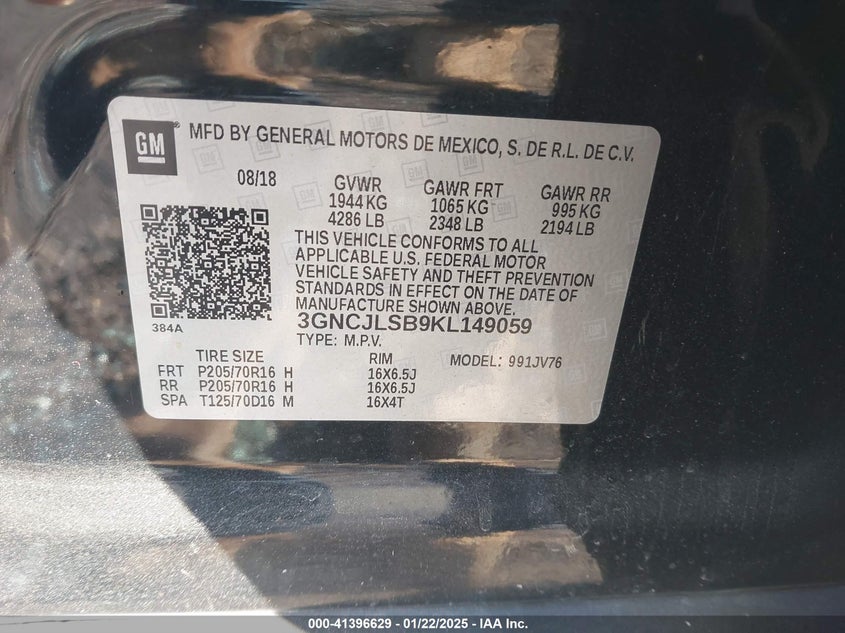 GM
MFD BY GENERAL MOTORS DE MEXICO, S. DE R.L. DE C.V.
08/18 GVWR GAWR FRT GAWR RR
1944 KG 1065 KG 995 KG
4286 LB 2348 LB 2194 LB
THIS VEHICLE CONFORMS TO ALL
APPLICABLE U.S. FEDERAL MOTOR
VEHICLE SAFETY AND THEFT PREVENTION
STANDARDS IN EFFECT ON THE DATE OF
MANUFACTURE SHOWN ABOVE.
384A 3GNCJLSB9KL149059
TYPE: M.P.V.
TIRE SIZE RIM MODEL: 991JV76
FRT P205/70R16 H 16X6.5J
RR P205/70R16 H 16X6.5J
SPA T125/70D16 M 16X4T
000-41396629 - 01/22/2025 - IAA Inc.